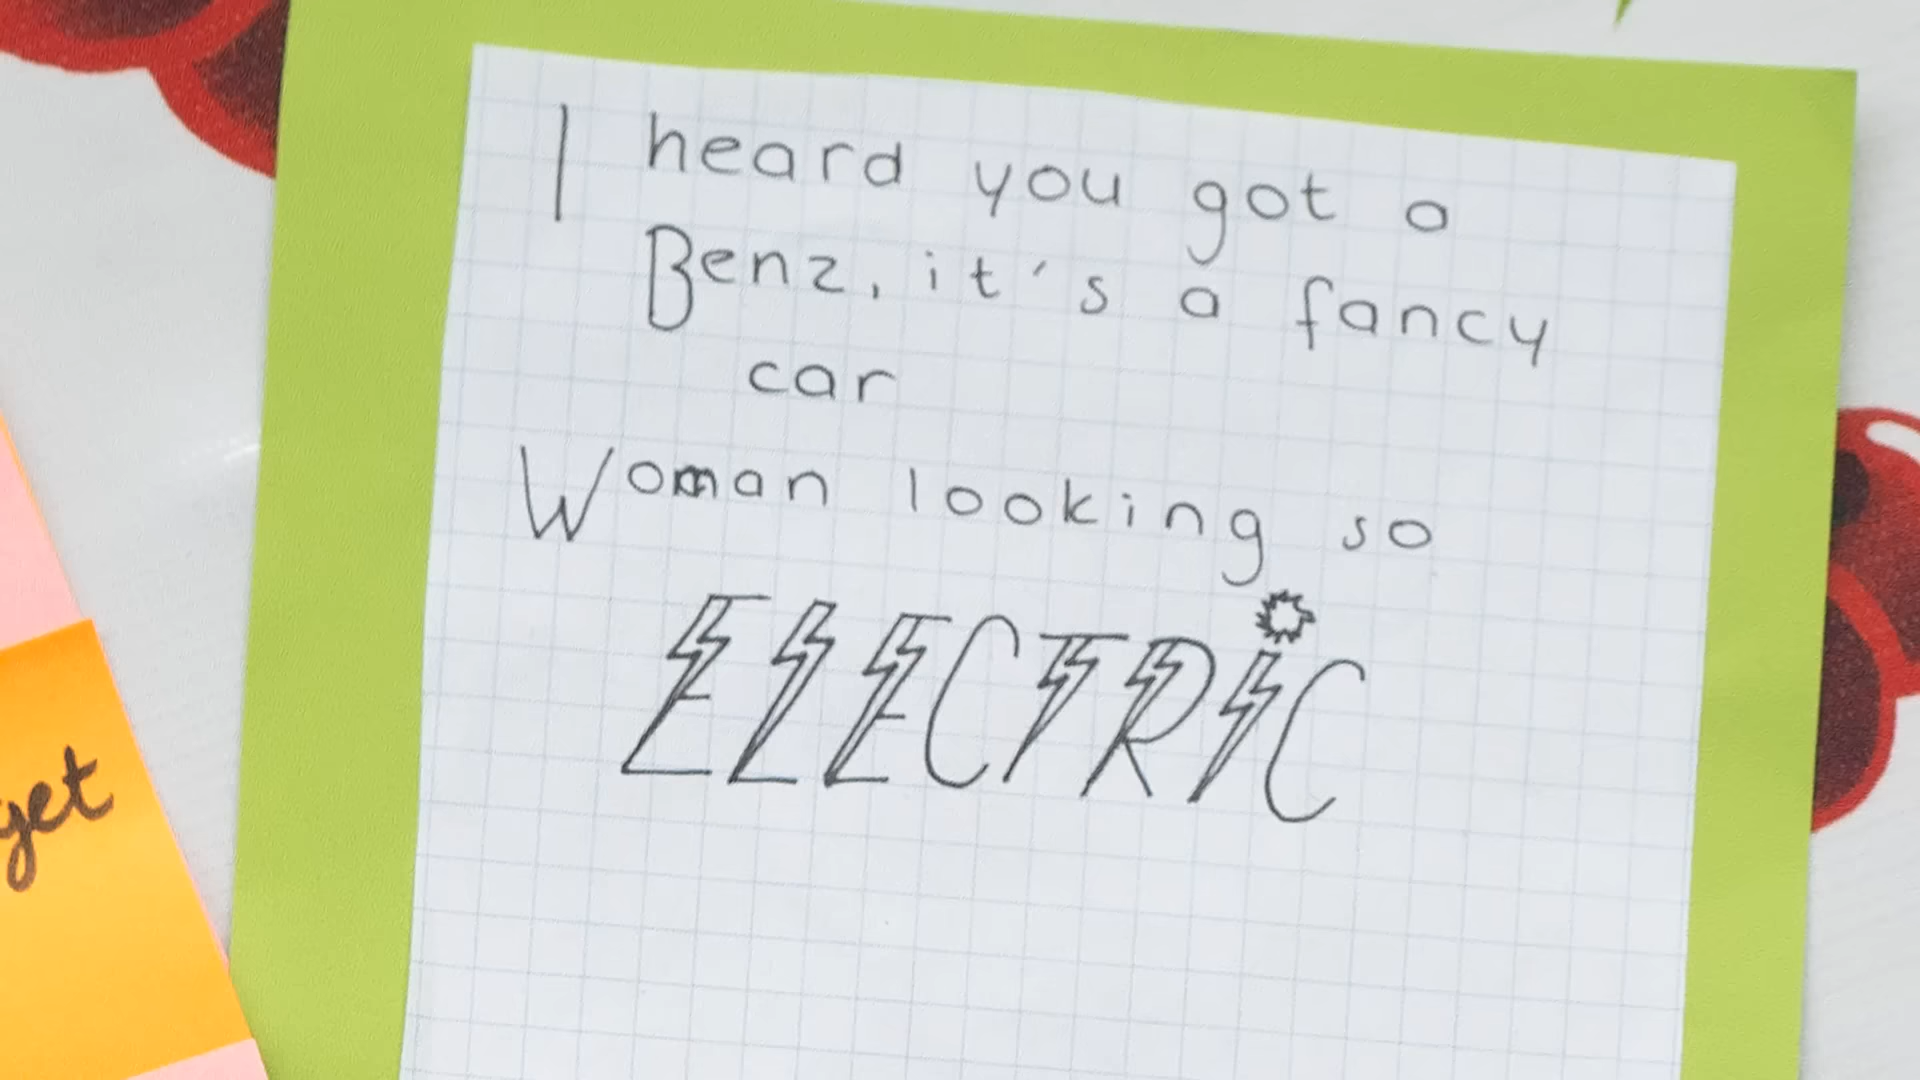 I heard you got a
Benz, it's a fancy
car
Woman looking so
ELECTRiC
get